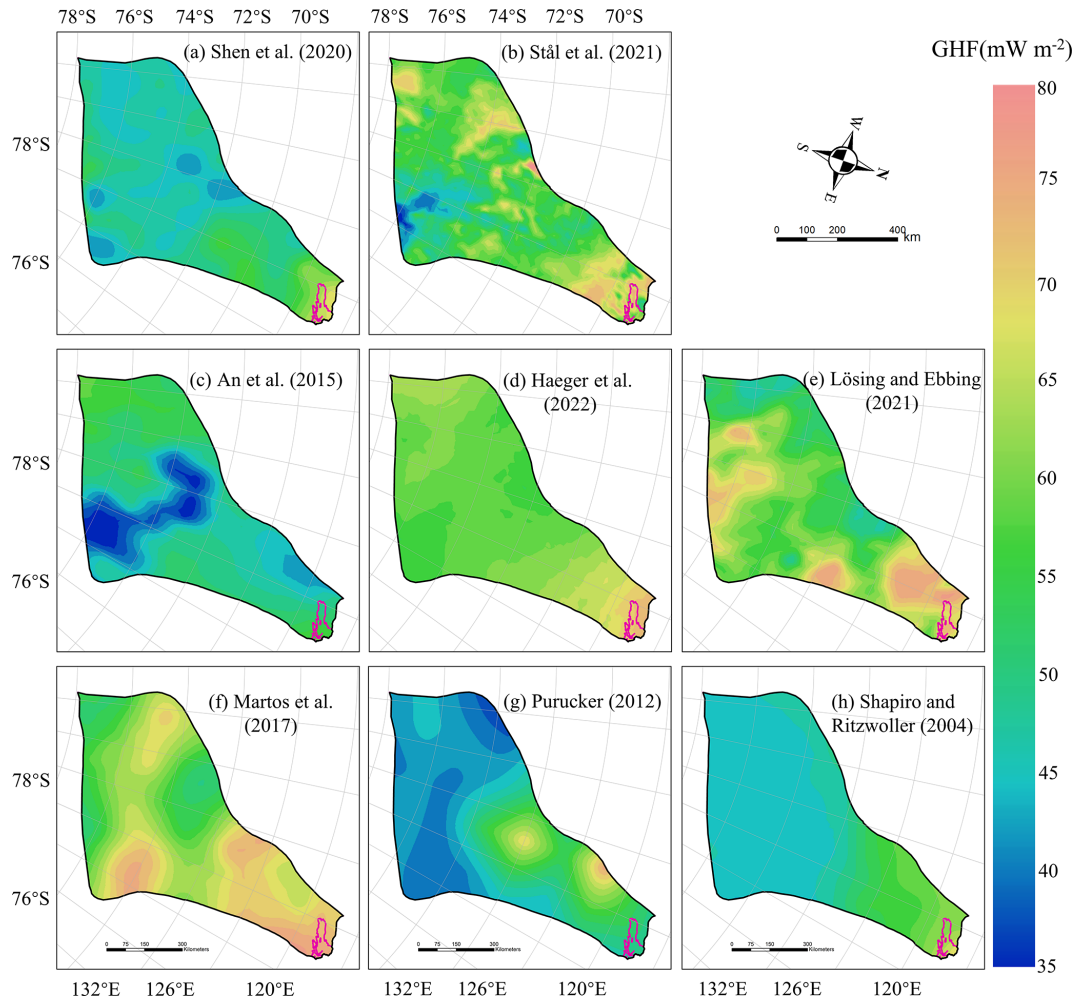 78°S 76°S 74°S 72°S 70°S
78°S 76°S 74°S 72°S 70°S
(a) Shen et al. (2020)
(b) Stål et al. (2021)
GHF(mW m-2)
W
S
N
E
0 100 200 400 km
78°S
76°S
(c) An et al. (2015)
(d) Haeger et al.
(2022)
(e) Lösing and Ebbing
(2021)
78°S
76°S
(f) Martos et al.
(2017)
(g) Purucker (2012)
(h) Shapiro and
Ritzwoller (2004)
78°S
76°S
0 75 150 300
Kilometers
0 75 150 300
Kilometers
0 75 150 300
Kilometers
132°E 126°E 120°E
132°E 126°E 120°E
132°E 126°E 120°E
80
75
70
65
60
55
50
45
40
35